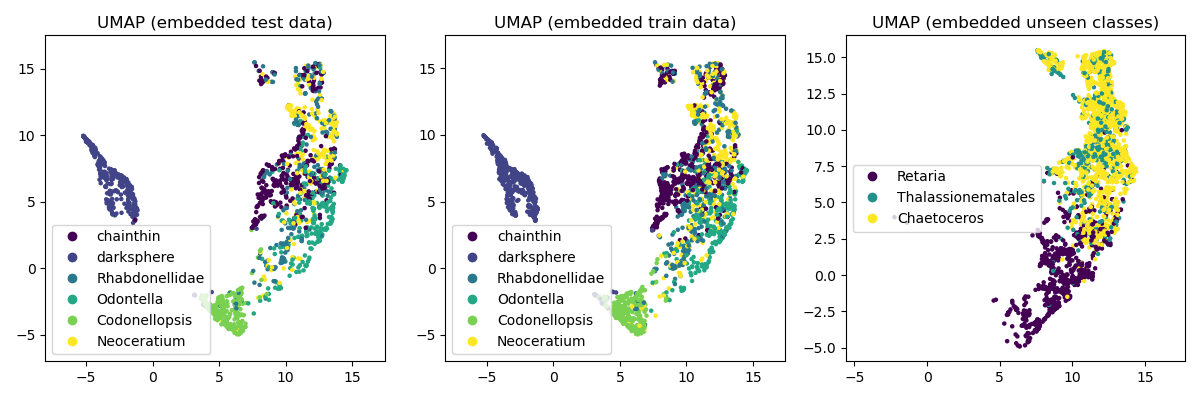 UMAP (embedded test data)
15
10
5
0
−5
−5
0
5
10
15
chainthin
darksphere
Rhabdonellidae
Odontella
Codonellopsis
Neoceratium
UMAP (embedded train data)
15
10
5
0
−5
−5
0
5
10
15
chainthin
darksphere
Rhabdonellidae
Odontella
Codonellopsis
Neoceratium
UMAP (embedded unseen classes)
15.0
12.5
10.0
7.5
5.0
2.5
0.0
−2.5
−5.0
−5
0
5
10
15
Retaria
Thalassionematales
Chaetoceros